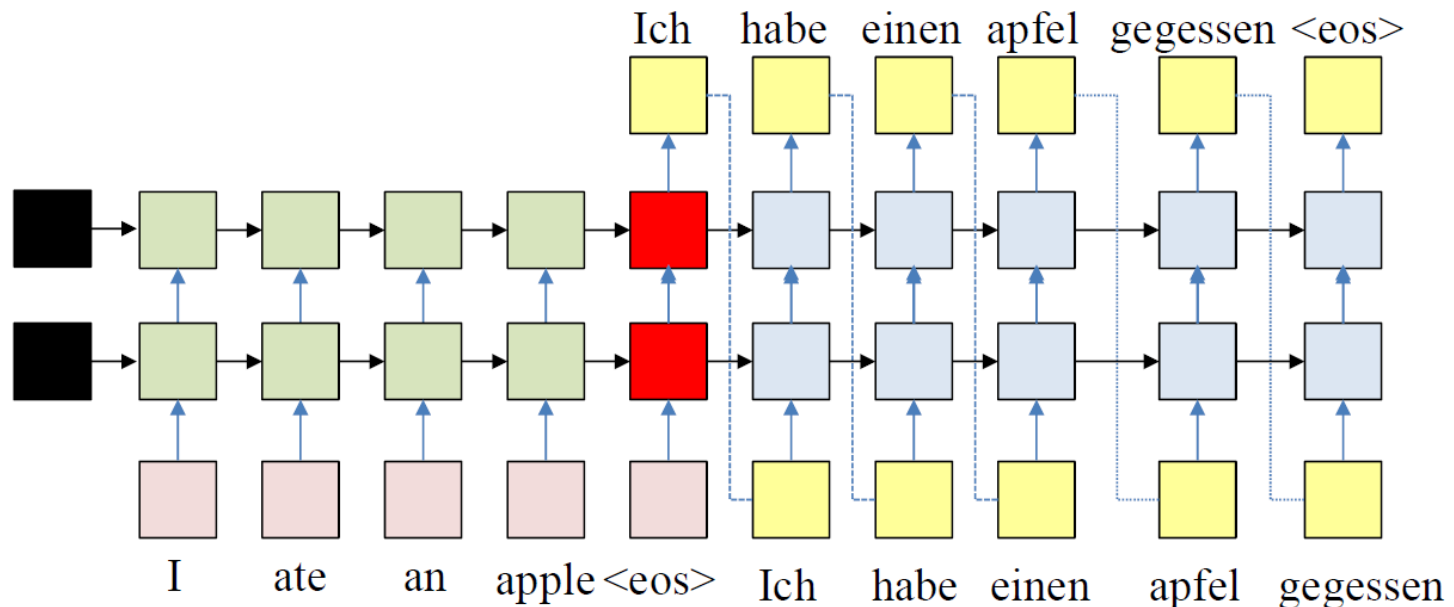 Ich habe einen apfel gegessen <eos>
I ate an apple <eos> Ich habe einen apfel gegessen